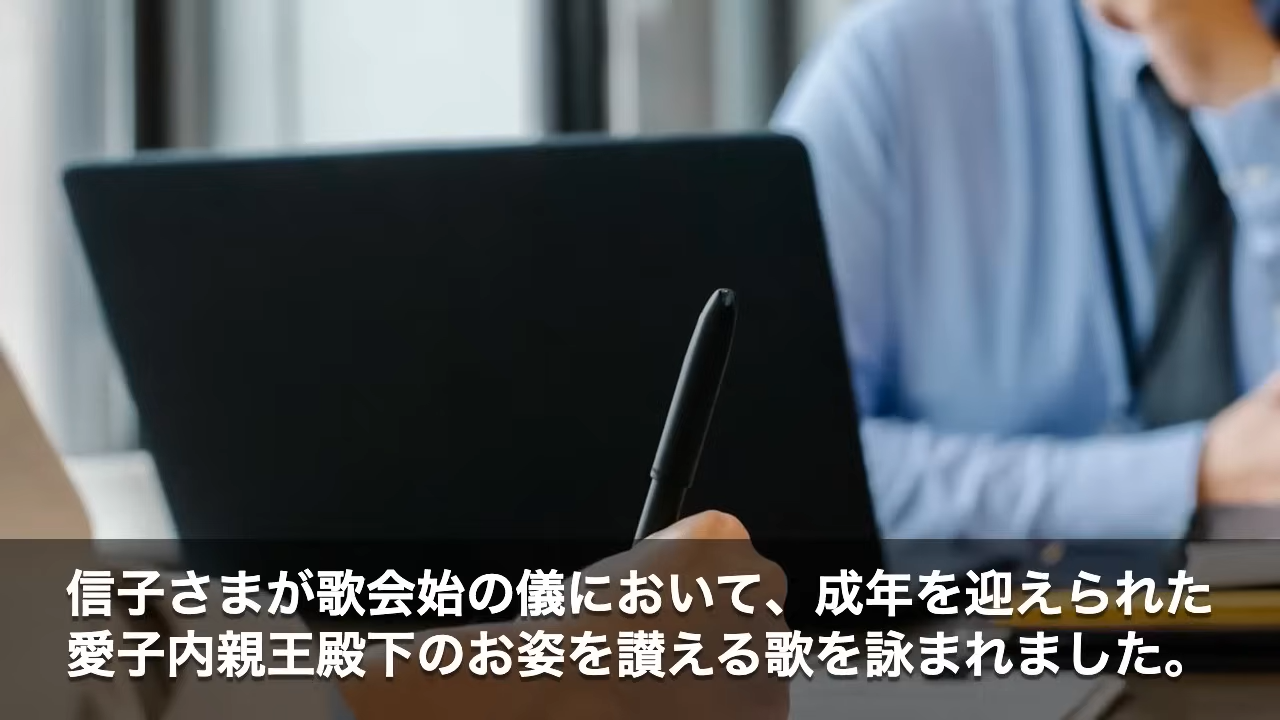 信子さまが歌会始の儀において、成年を迎えられた
愛子内親王殿下のお姿を讃える歌を詠まれました。